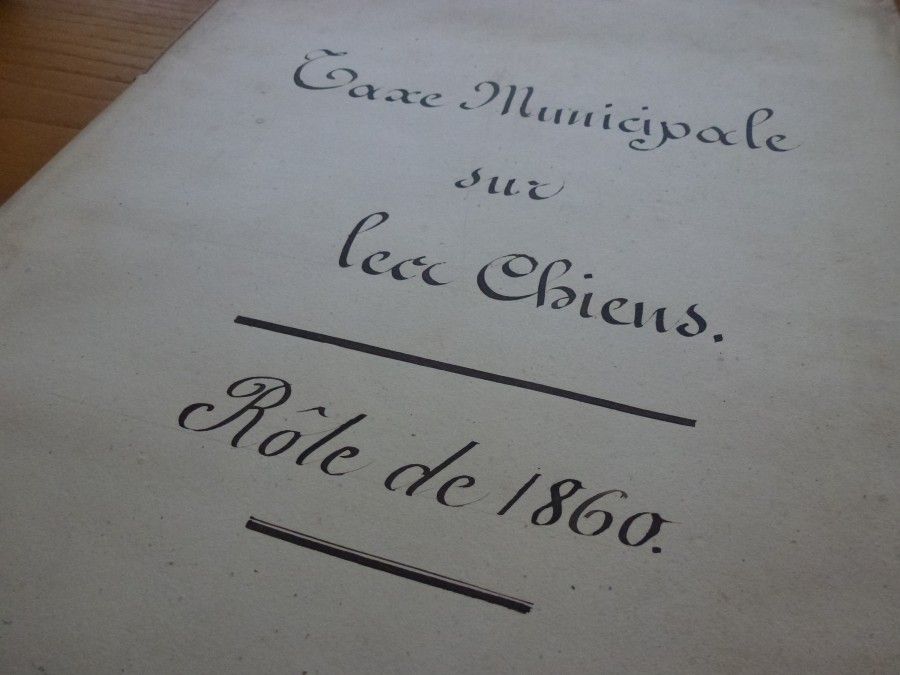 Taxe Municipale
sur
les Chiens.
Rôle de 1860.